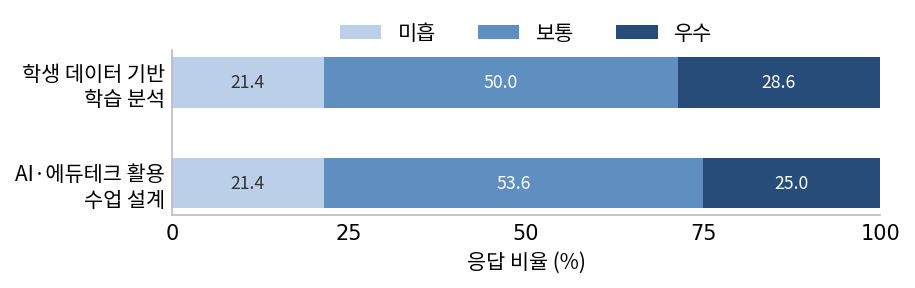 미흡 보통 우수
학생 데이터 기반
학습 분석
21.4 50.0 28.6
AI·에듀테크 활용
수업 설계
21.4 53.6 25.0
0 25 50 75 100
응답 비율 (%)